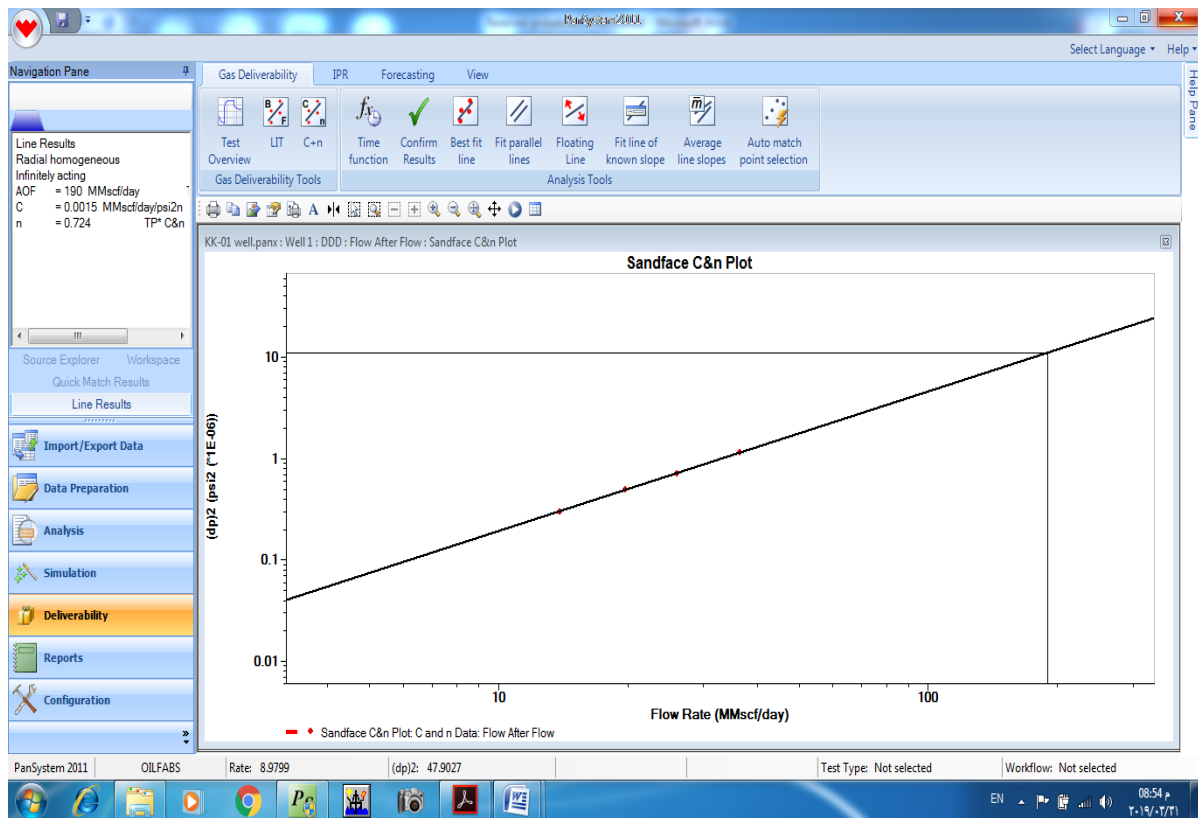 PanSystem2011
Select Language Help
Navigation Pane
Gas Deliverability IPR Forecasting View
Help Pane
B F C n m
Test Overview
LIT
C+n
Time function
Confirm Results
Best fit line
Fit parallel lines
Floating Line
Fit line of known slope
Average line slopes
Auto match point selection
Gas Deliverability Tools
Analysis Tools
Line Results
Radial homogeneous
Infinitely acting
AOF = 190 MMscf/day
C = 0.0015 MMscf/day/psi2n
n = 0.724 TP* C&n
Source Explorer Workspace
Quick Match Results
Line Results
Import/Export Data
Data Preparation
Analysis
Simulation
Deliverability
Reports
Configuration
KK-01 well.panx : Well 1 : DDD : Flow After Flow : Sandface C&n Plot
Sandface C&n Plot
(dp)2 (psi2 (*1E-06))
10
1
0.1
0.01
10 100
Flow Rate (MMscf/day)
Sandface C&n Plot: C and n Data: Flow After Flow
PanSystem 2011 OILFABS Rate: 8.9799 (dp)2: 47.9027 Test Type: Not selected Workflow: Not selected
EN
08:54 م
٢٠١٩/٠٣/٣١